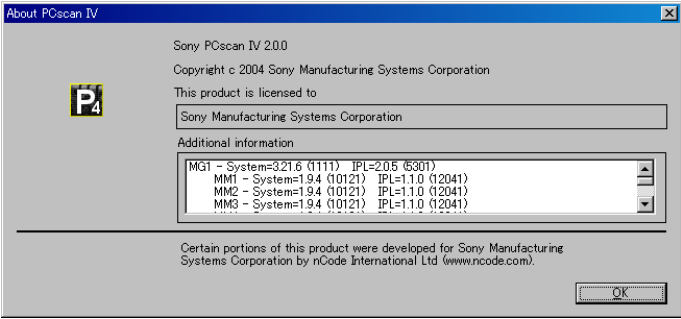 About PCscan IV
Sony PCscan IV 2.0.0
Copyright c 2004 Sony Manufacturing Systems Corporation
P4
This product is licensed to
Sony Manufacturing Systems Corporation
Additional information
MG1 - System=3.21.6 (1111) IPL=2.0.5 (5301)
MM1 - System=1.9.4 (10121) IPL=1.1.0 (12041)
MM2 - System=1.9.4 (10121) IPL=1.1.0 (12041)
MM3 - System=1.9.4 (10121) IPL=1.1.0 (12041)
Certain portions of this product were developed for Sony Manufacturing
Systems Corporation by nCode International Ltd (www.ncode.com).
OK